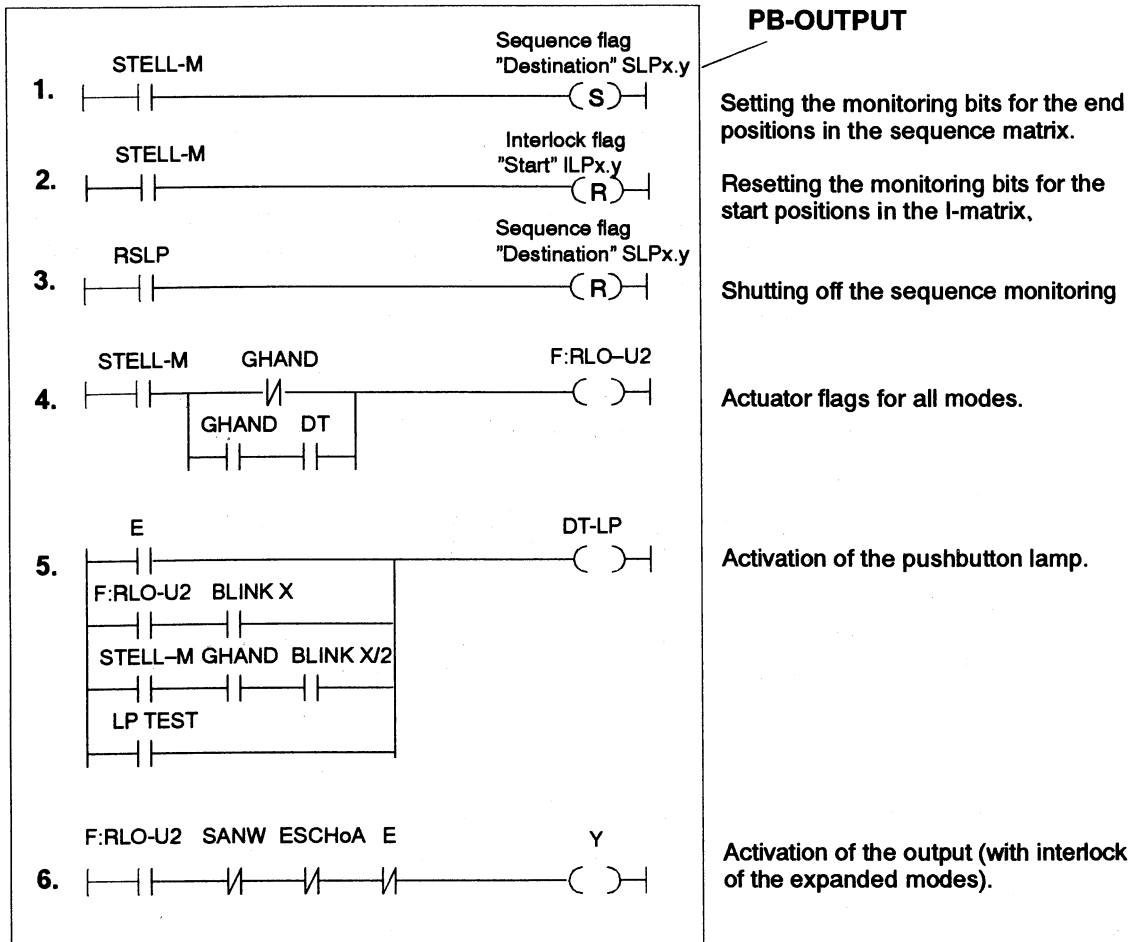 PB-OUTPUT
Sequence flag
STELL-M "Destination" SLPx.y
1. S
Setting the monitoring bits for the end
positions in the sequence matrix.
Interlock flag
STELL-M "Start" ILPx.y
2. R
Resetting the monitoring bits for the
start positions in the I-matrix,
Sequence flag
RSLP "Destination" SLPx.y
3. R
Shutting off the sequence monitoring
STELL-M GHAND F:RLO–U2
4.
Actuator flags for all modes.
GHAND DT
E DT-LP
5.
Activation of the pushbutton lamp.
F:RLO-U2 BLINK X
STELL–M GHAND BLINK X/2
LP TEST
F:RLO-U2 SANW ESCHoA E Y
6.
Activation of the output (with interlock
of the expanded modes).